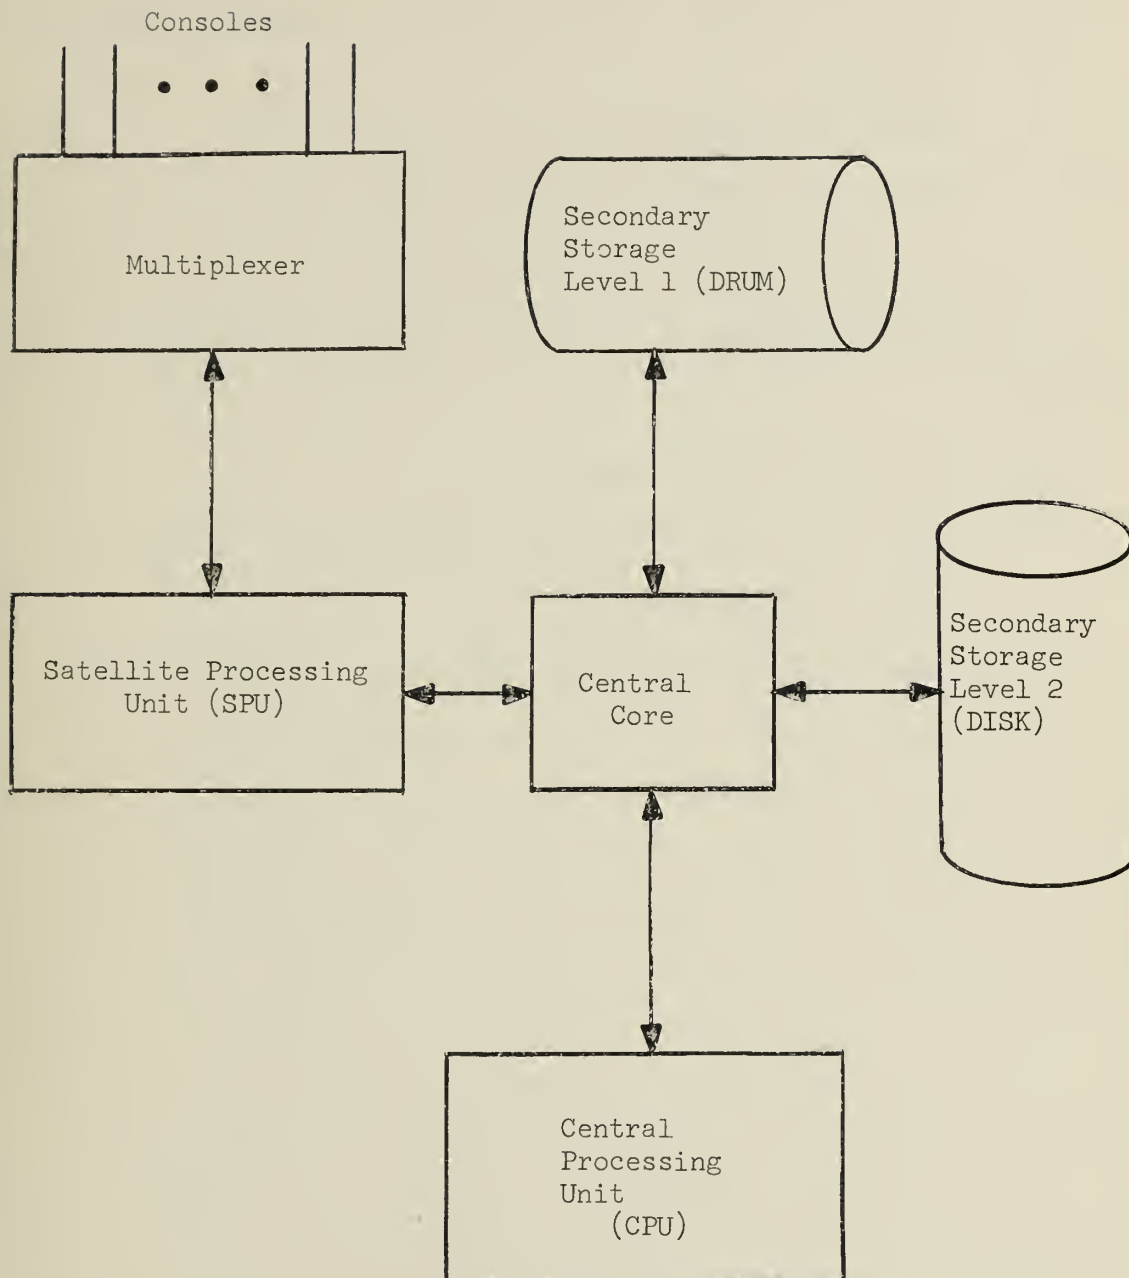 Consoles
Multiplexer
Secondary
Storage
Level 1 (DRUM)
Satellite Processing
Unit (SPU)
Central
Core
Secondary
Storage
Level 2
(DISK)
Central
Processing
Unit
(CPU)